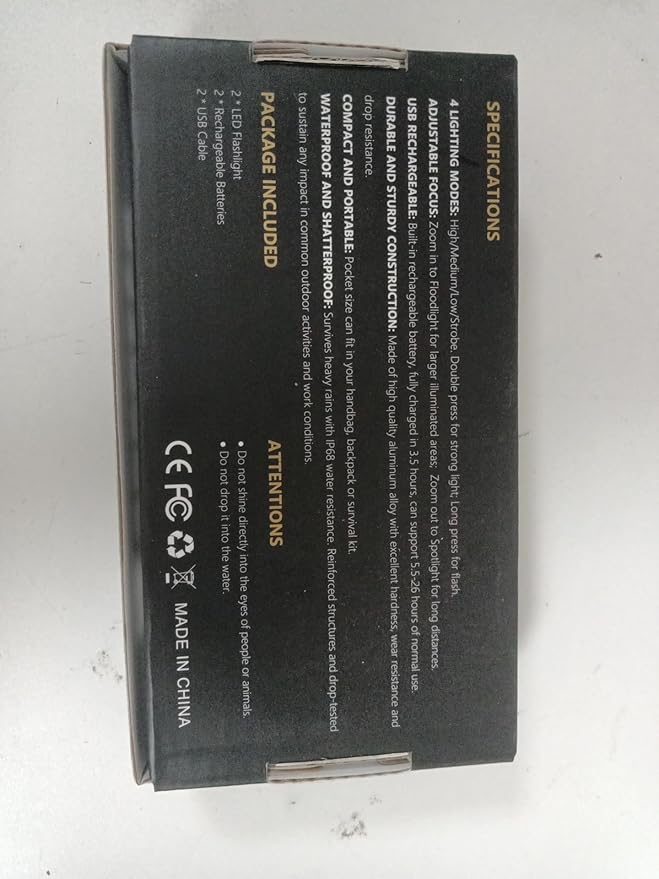 SPECIFICATIONS
4 LIGHTING MODES: High/Medium/Low/Strobe. Double press for strong light; Long press for flash.
ADJUSTABLE FOCUS: Zoom in to Floodlight for larger illuminated areas; Zoom out to Spotlight for long distances.
USB RECHARGEABLE: Built-in rechargeable battery, fully charged in 3.5 hours, can support 5.5-26 hours of normal use.
DURABLE AND STURDY CONSTRUCTION: Made of high quality aluminum alloy with excellent hardness, wear resistance and
drop resistance.
COMPACT AND PORTABLE: Pocket size can fit in your handbag, backpack or survival kit.
WATERPROOF AND SHATTERPROOF: Survives heavy rains with IP68 water resistance. Reinforced structures and drop-tested
to sustain any impact in common outdoor activities and work conditions.
PACKAGE INCLUDED
2 * LED Flashlight
2 * Rechargeable Batteries
2 * USB Cable
ATTENTIONS
• Do not shine directly into the eyes of people or animals.
• Do not drop it into the water.
CE FC MADE IN CHINA